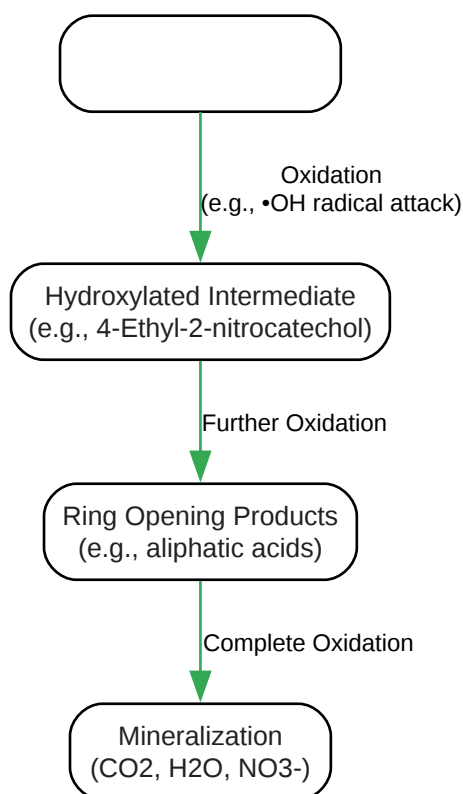 Oxidation
(e.g., •OH radical attack)
Hydroxylated Intermediate
(e.g., 4-Ethyl-2-nitrocatechol)
Further Oxidation
Ring Opening Products
(e.g., aliphatic acids)
Complete Oxidation
Mineralization
(CO2, H2O, NO3-)